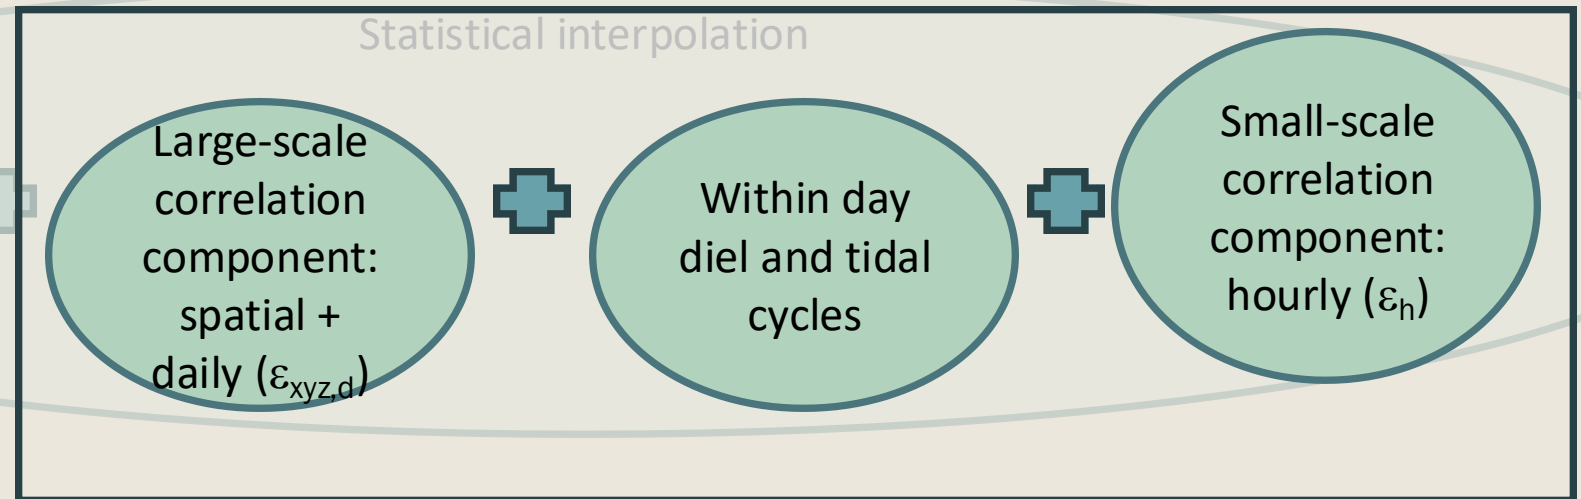 Statistical interpolation
Large-scale
correlation
component:
spatial +
daily (εxyz,d)
Within day
diel and tidal
cycles
Small-scale
correlation
component:
hourly (εh)